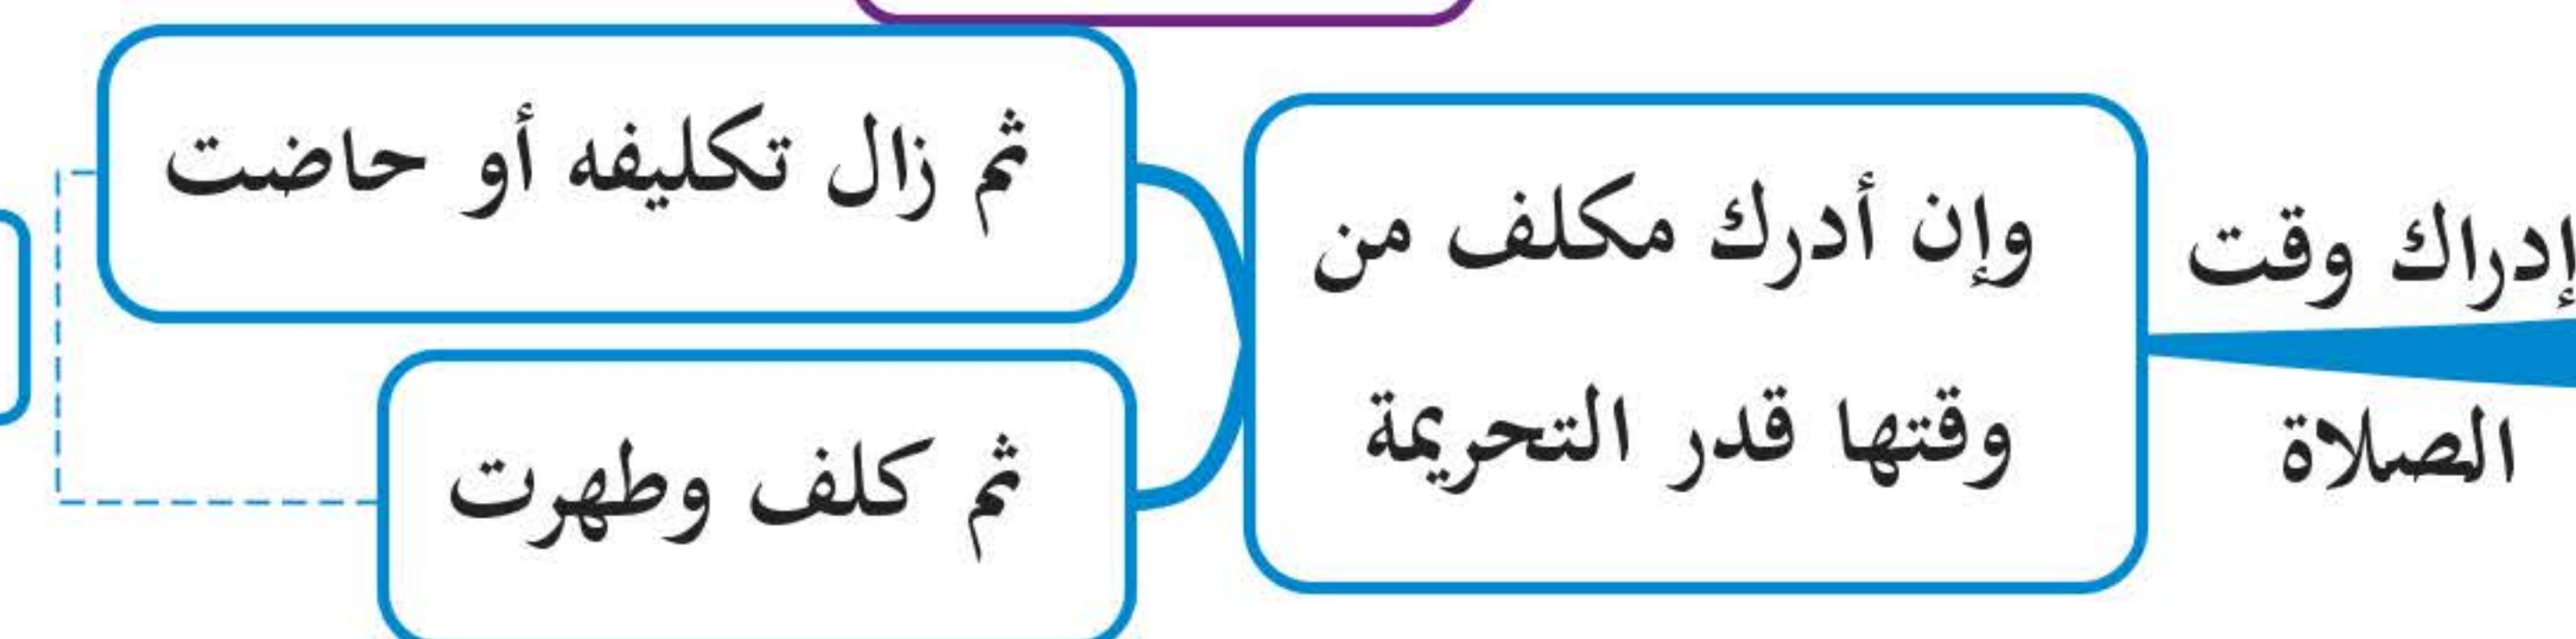 إدراك وقت
الصلاة
وإن أدرك مكلف من
وقتها قدر التحريمة
ثم زال تكليفه أو حاضت
ثم كلف وطهرت